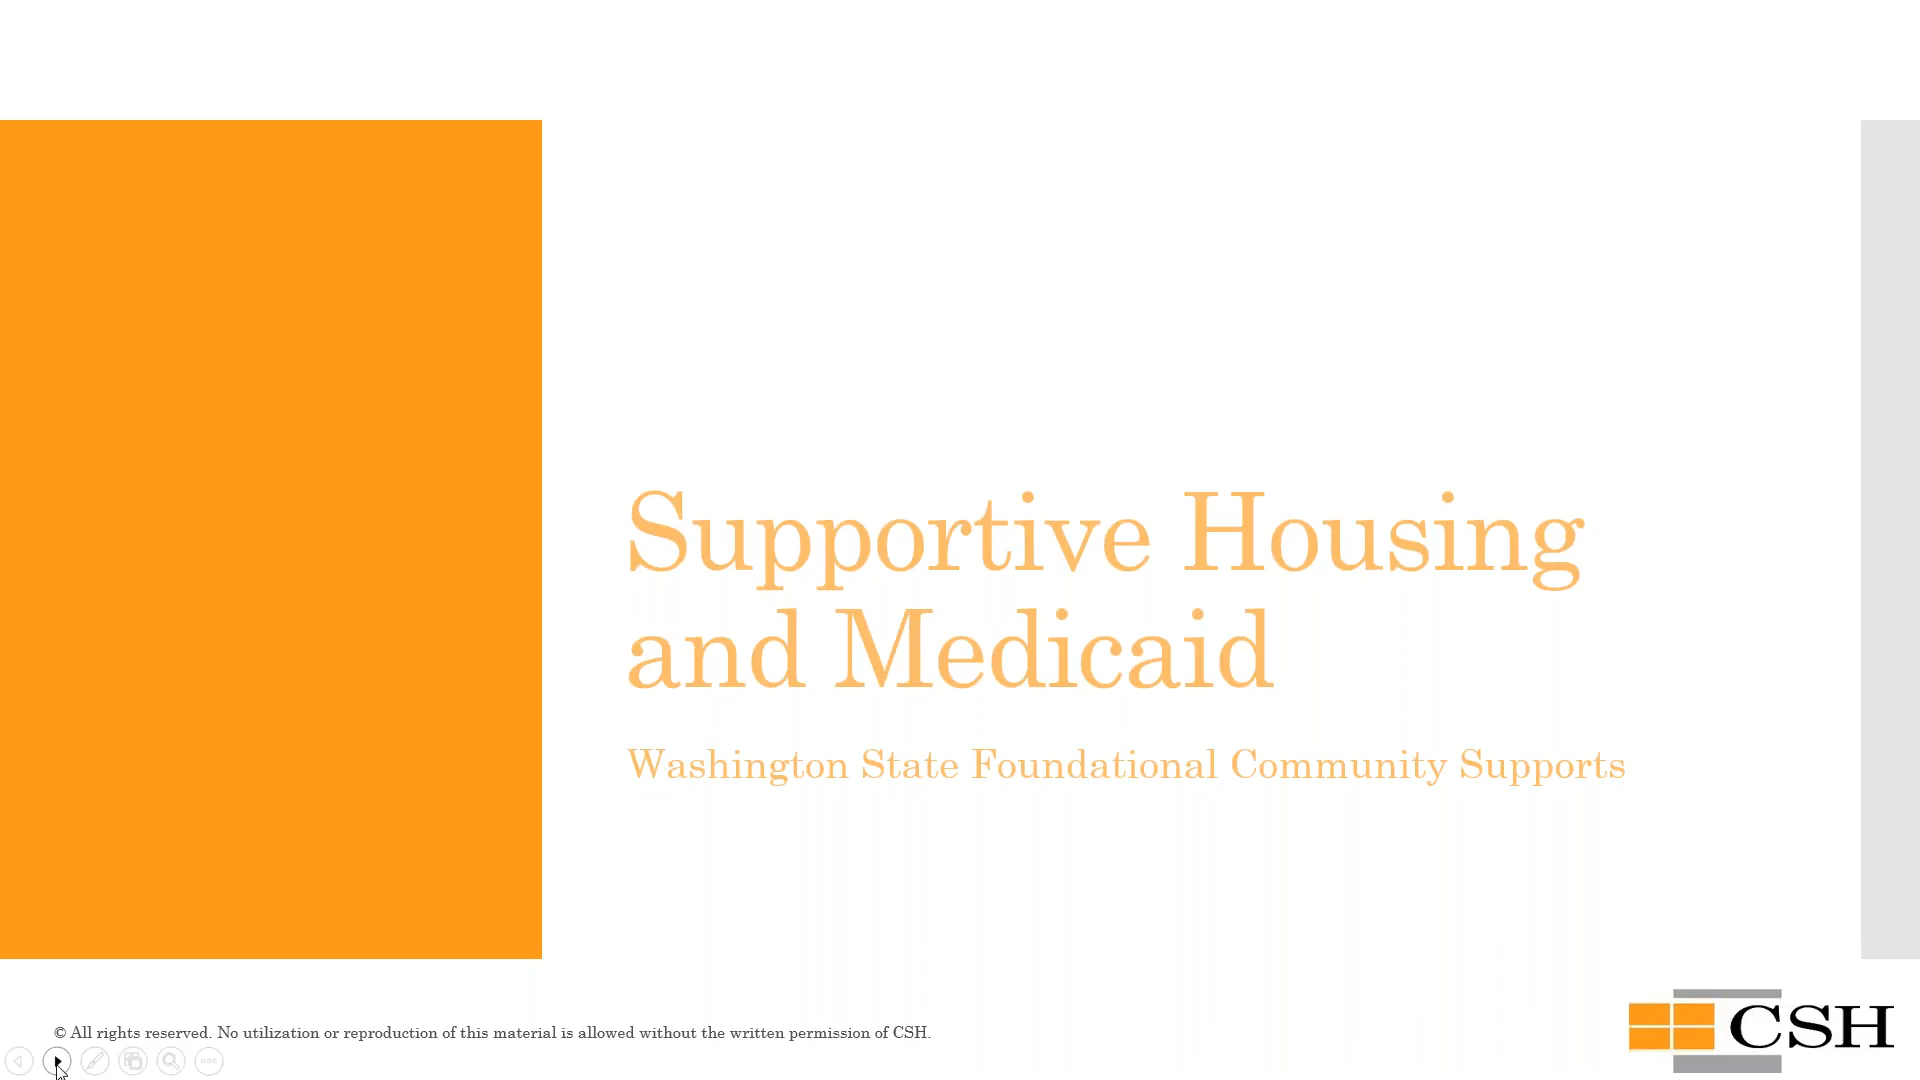 Supportive Housing
and Medicaid
Washington State Foundational Community Supports
© All rights reserved. No utilization or reproduction of this material is allowed without the written permission of CSH.
CSH